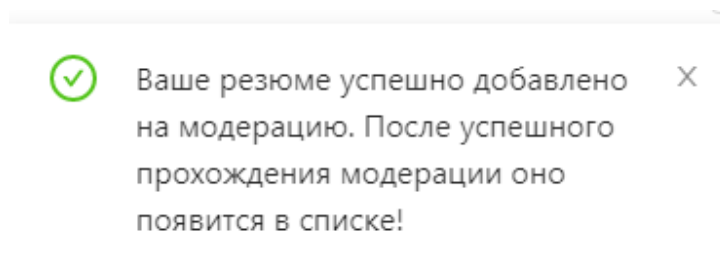 Ваше резюме успешно добавлено
на модерацию. После успешного
прохождения модерации оно
появится в списке!